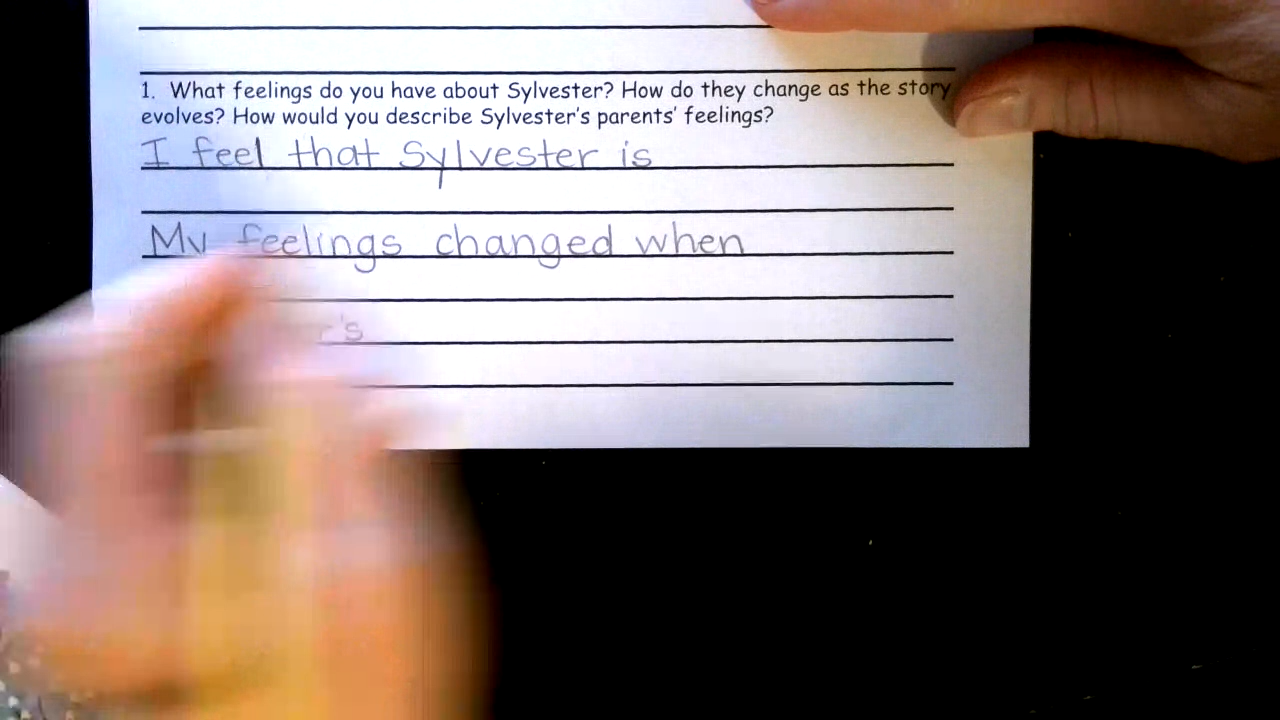 1. What feelings do you have about Sylvester? How do they change as the story
evolves? How would you describe Sylvester's parents' feelings?
I feel that Sylvester is
My feelings changed when